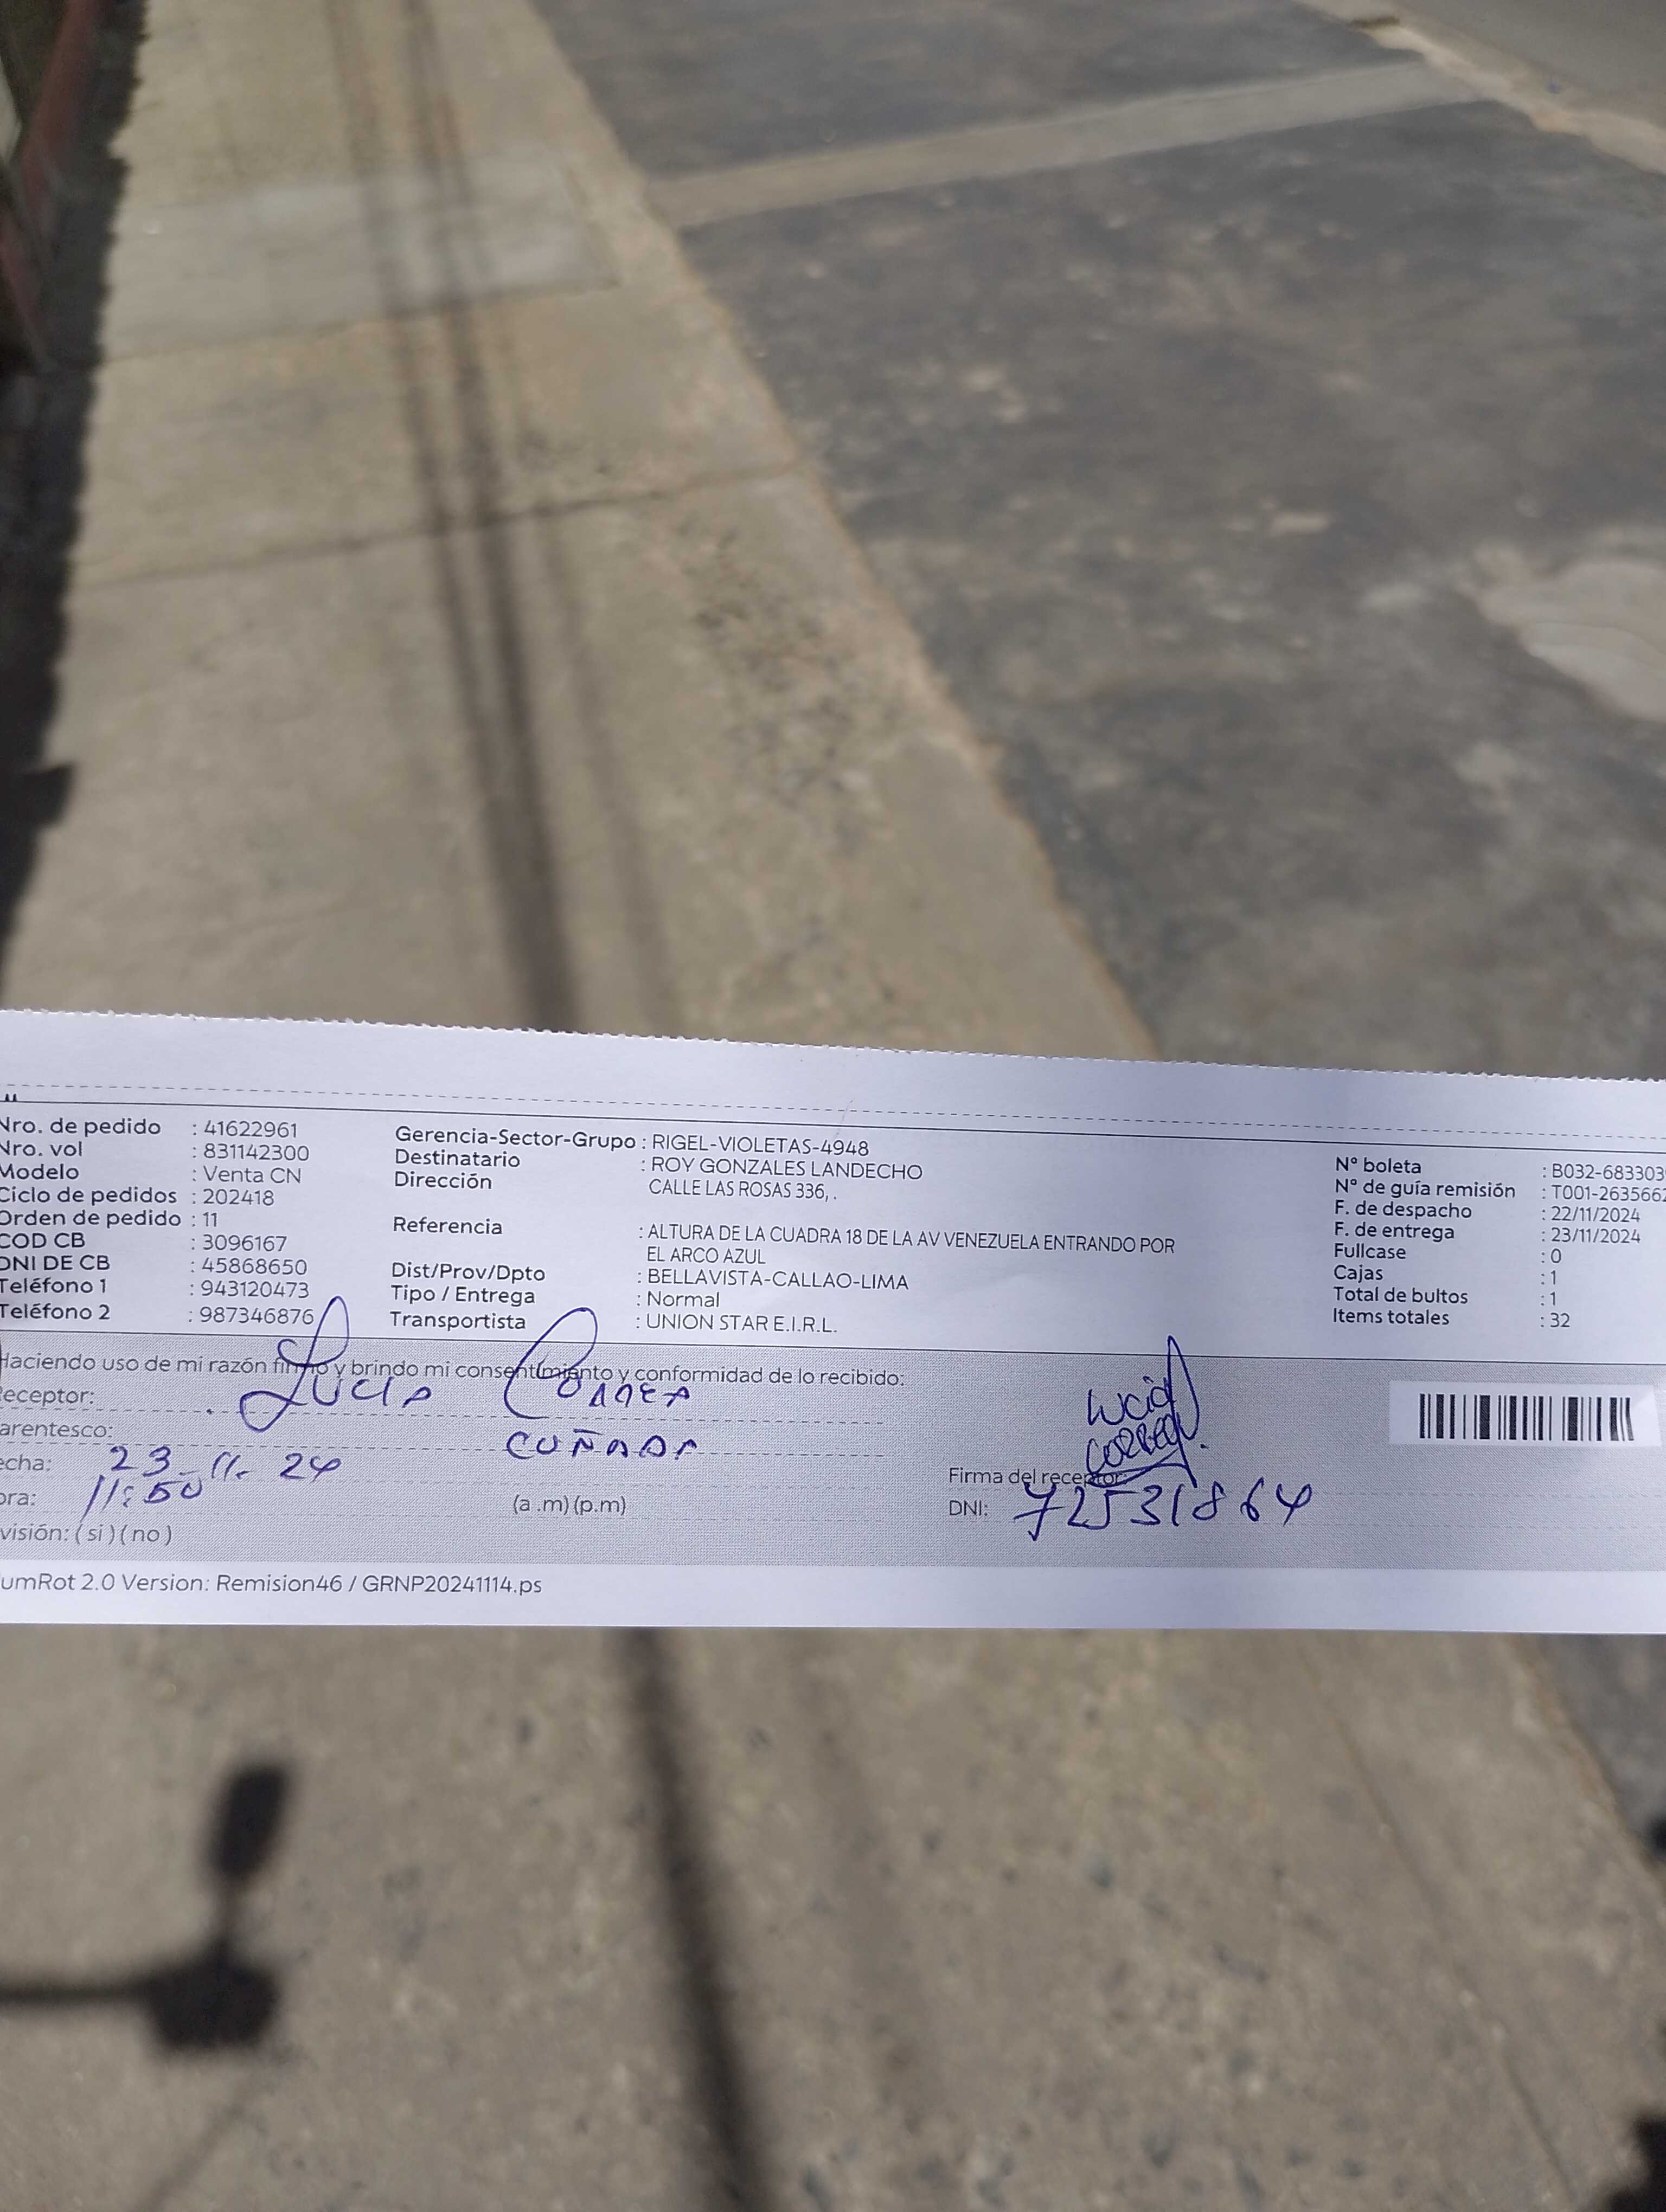 Nro. de pedido : 41622961
Nro. vol : 831142300
Modelo : Venta CN
Ciclo de pedidos : 202418
Orden de pedido : 11
COD CB : 3096167
DNI DE CB : 45868650
Teléfono 1 : 943120473
Teléfono 2 : 987346876
Gerencia-Sector-Grupo : RIGEL-VIOLETAS-4948
Destinatario : ROY GONZALES LANDECHO
Dirección CALLE LAS ROSAS 336, .
Referencia : ALTURA DE LA CUADRA 18 DE LA AV VENEZUELA ENTRANDO POR
EL ARCO AZUL
Dist/Prov/Dpto : BELLAVISTA-CALLAO-LIMA
Tipo / Entrega : Normal
Transportista : UNION STAR E.I.R.L.
N° boleta : B032-683303
N° de guía remisión : T001-2635662
F. de despacho : 22/11/2024
F. de entrega : 23/11/2024
Fullcase : 0
Cajas : 1
Total de bultos : 1
Items totales : 32
Haciendo uso de mi razón firmo y brindo mi consentimiento y conformidad de lo recibido:
eceptor: Lucia Correa
arentesco: CUÑADA
echa: 23-11-24
ora: 11:50 (a .m) (p.m)
visión: ( si ) ( no )
Lucia
Correa
Firma del receptor:
DNI: 72531864
umRot 2.0 Version: Remision46 / GRNP20241114.ps